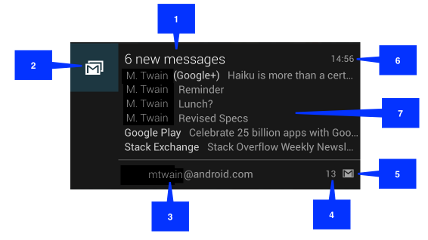 1
2
6 new messages
14:56
6
M. Twain (Google+) Haiku is more than a cert...
M. Twain Reminder
M. Twain Lunch?
7
M. Twain Revised Specs
Google Play Celebrate 25 billion apps with Goo...
Stack Exchange Stack Overflow Weekly Newsl...
mtwain@android.com
13
5
3
4